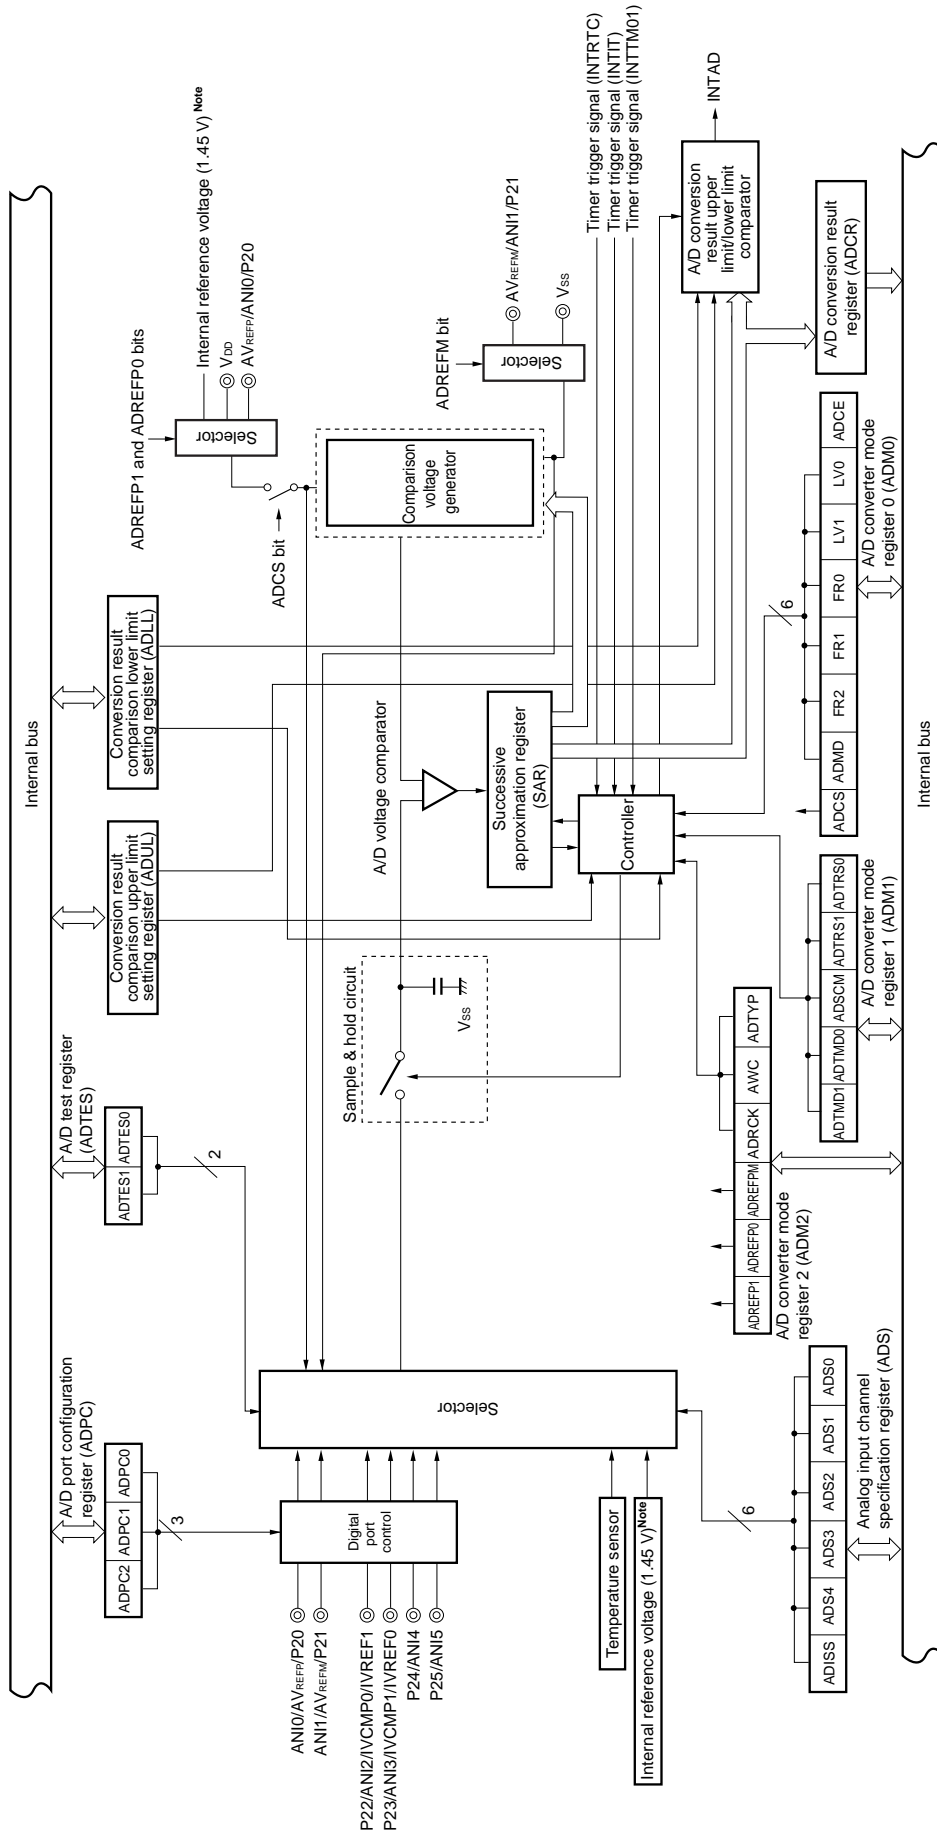 Internal bus
A/D port configuration
register (ADPC)
ADPC2
ADPC1
ADPC0
3
A/D test register
(ADTES)
ADTES1
ADTES0
2
Conversion result
comparison upper limit
setting register (ADUL)
Conversion result
comparison lower limit
setting register (ADLL)
ADREFP1 and ADREFP0 bits
Internal reference voltage (1.45 V) Note
VDD
AVREFP/ANI0/P20
Selector
ADCS bit
ANI0/AVREFP/P20
ANI1/AVREFM/P21
P22/ANI2/IVCMP0/IVREF1
P23/ANI3/IVCMP1/IVREF0
P24/ANI4
P25/ANI5
Digital
port
control
Selector
Sample & hold circuit
VSS
A/D voltage comparator
Comparison
voltage
generator
ADREFM bit
Selector
AVREFM/ANI1/P21
VSS
Successive
approximation register
(SAR)
Controller
Timer trigger signal (INTRTC)
Timer trigger signal (INTIT)
Timer trigger signal (INTTM01)
A/D conversion
result upper
limit/lower limit
comparator
INTAD
Temperature sensor
Internal reference voltage (1.45 V)Note
6
ADISS
ADS4
ADS3
ADS2
ADS1
ADS0
Analog input channel
specification register (ADS)
ADREFP1
ADREFP0
ADREFPM
ADRCK
AWC
ADTYP
A/D converter mode
register 2 (ADM2)
ADTMD1
ADTMD0
ADSCM
ADTRS1
ADTRS0
A/D converter mode
register 1 (ADM1)
6
ADCS
ADMD
FR2
FR1
FR0
LV1
LV0
ADCE
A/D converter mode
register 0 (ADM0)
A/D conversion result
register (ADCR)
Internal bus